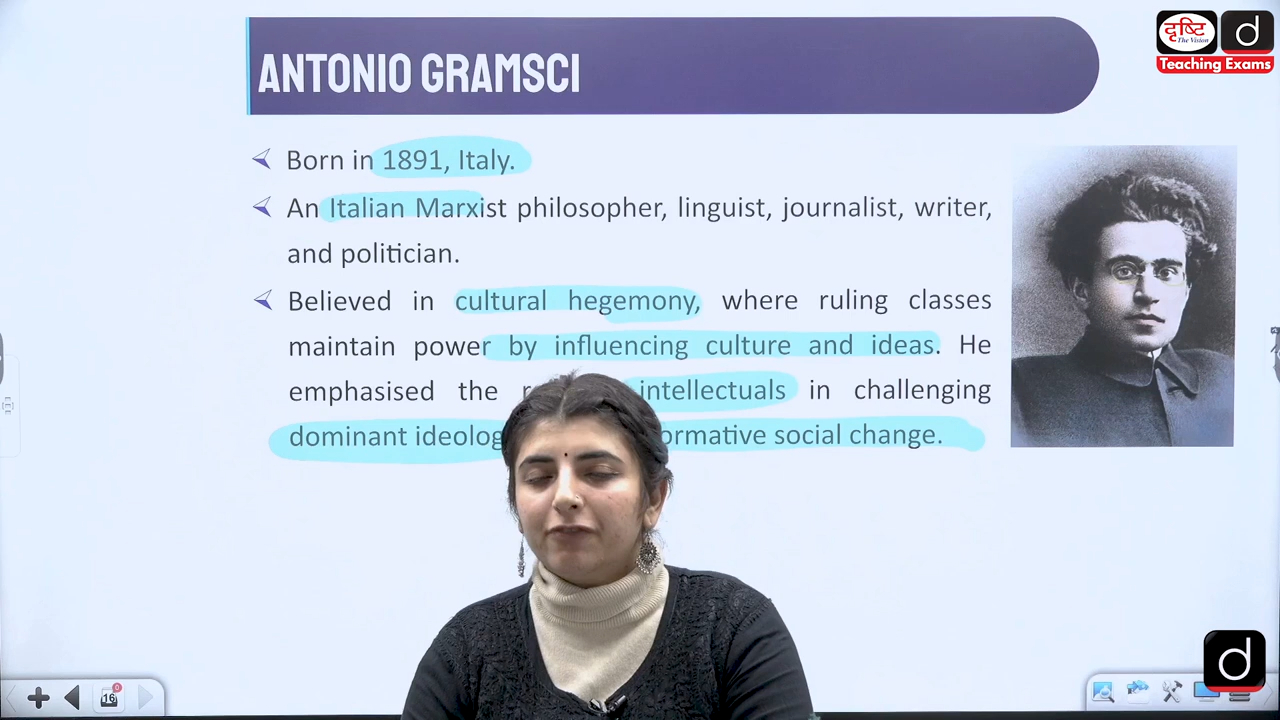 ANTONIO GRAMSCI
दृष्टि
The Vision
d
Teaching Exams
Born in 1891, Italy.
An Italian Marxist philosopher, linguist, journalist, writer,
and politician.
Believed in cultural hegemony, where ruling classes
maintain power by influencing culture and ideas. He
emphasised the intellectuals in challenging
dominant social change.
16
0
d